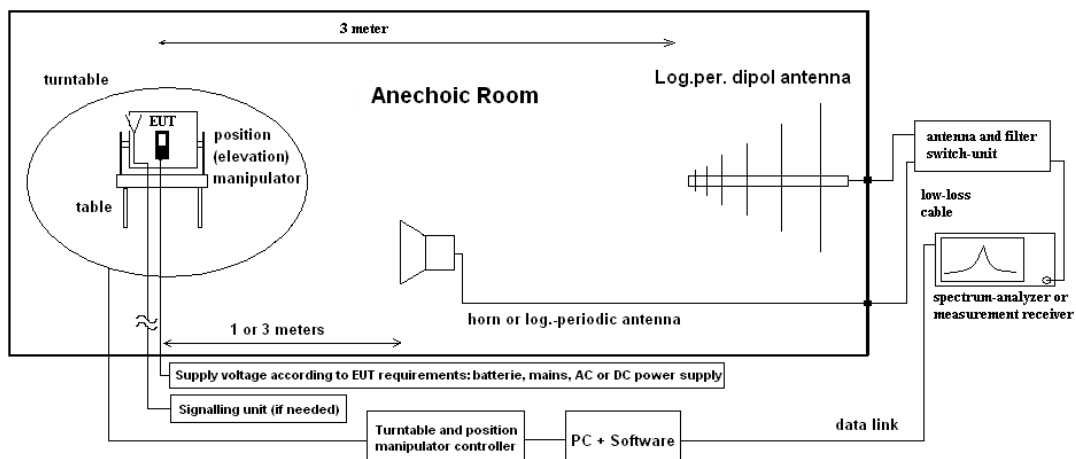 3 meter
turntable
Log.per. dipol antenna
Anechoic Room
EUT
position
(elevation)
manipulator
table
antenna and filter
switch-unit
low-loss
cable
spectrum-analyzer or
measurement receiver
horn or log.-periodic antenna
1 or 3 meters
Supply voltage according to EUT requirements: batterie, mains, AC or DC power supply
Signalling unit (if needed)
Turntable and position
manipulator controller
PC + Software
data link